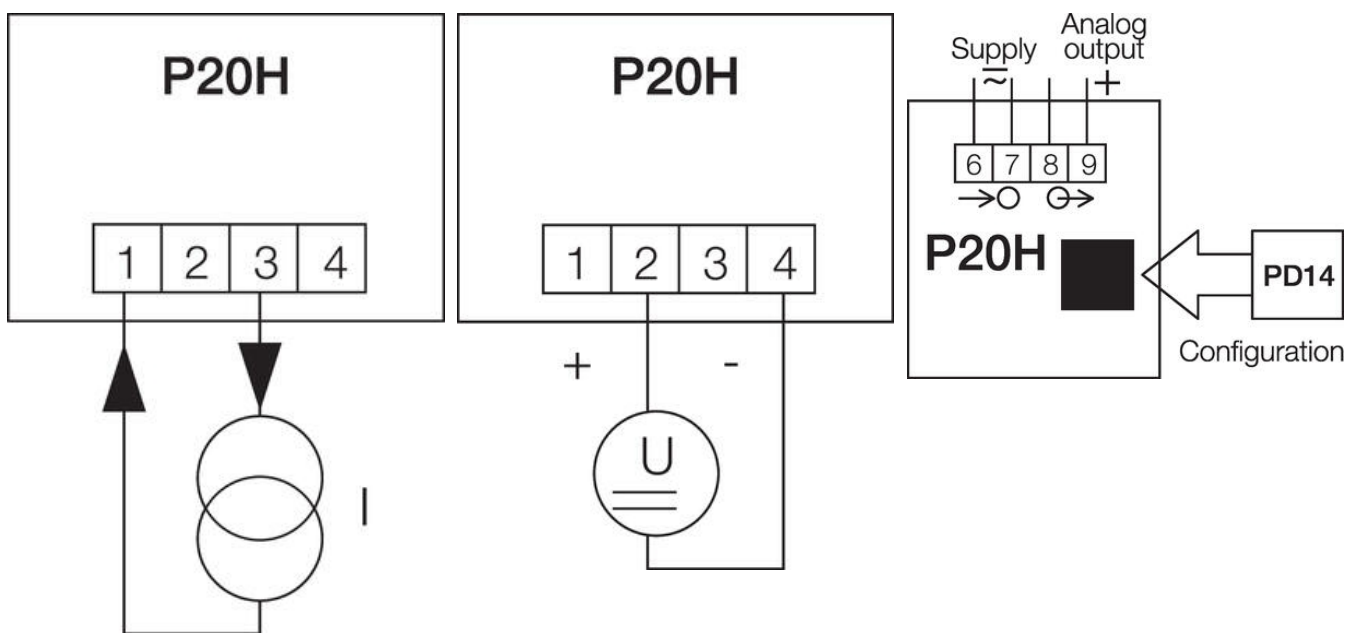 P20H
1 2 3 4
I
P20H
1 2 3 4
+ -
U
Supply
Analog
output
+
6 7 8 9
P20H
PD14
Configuration